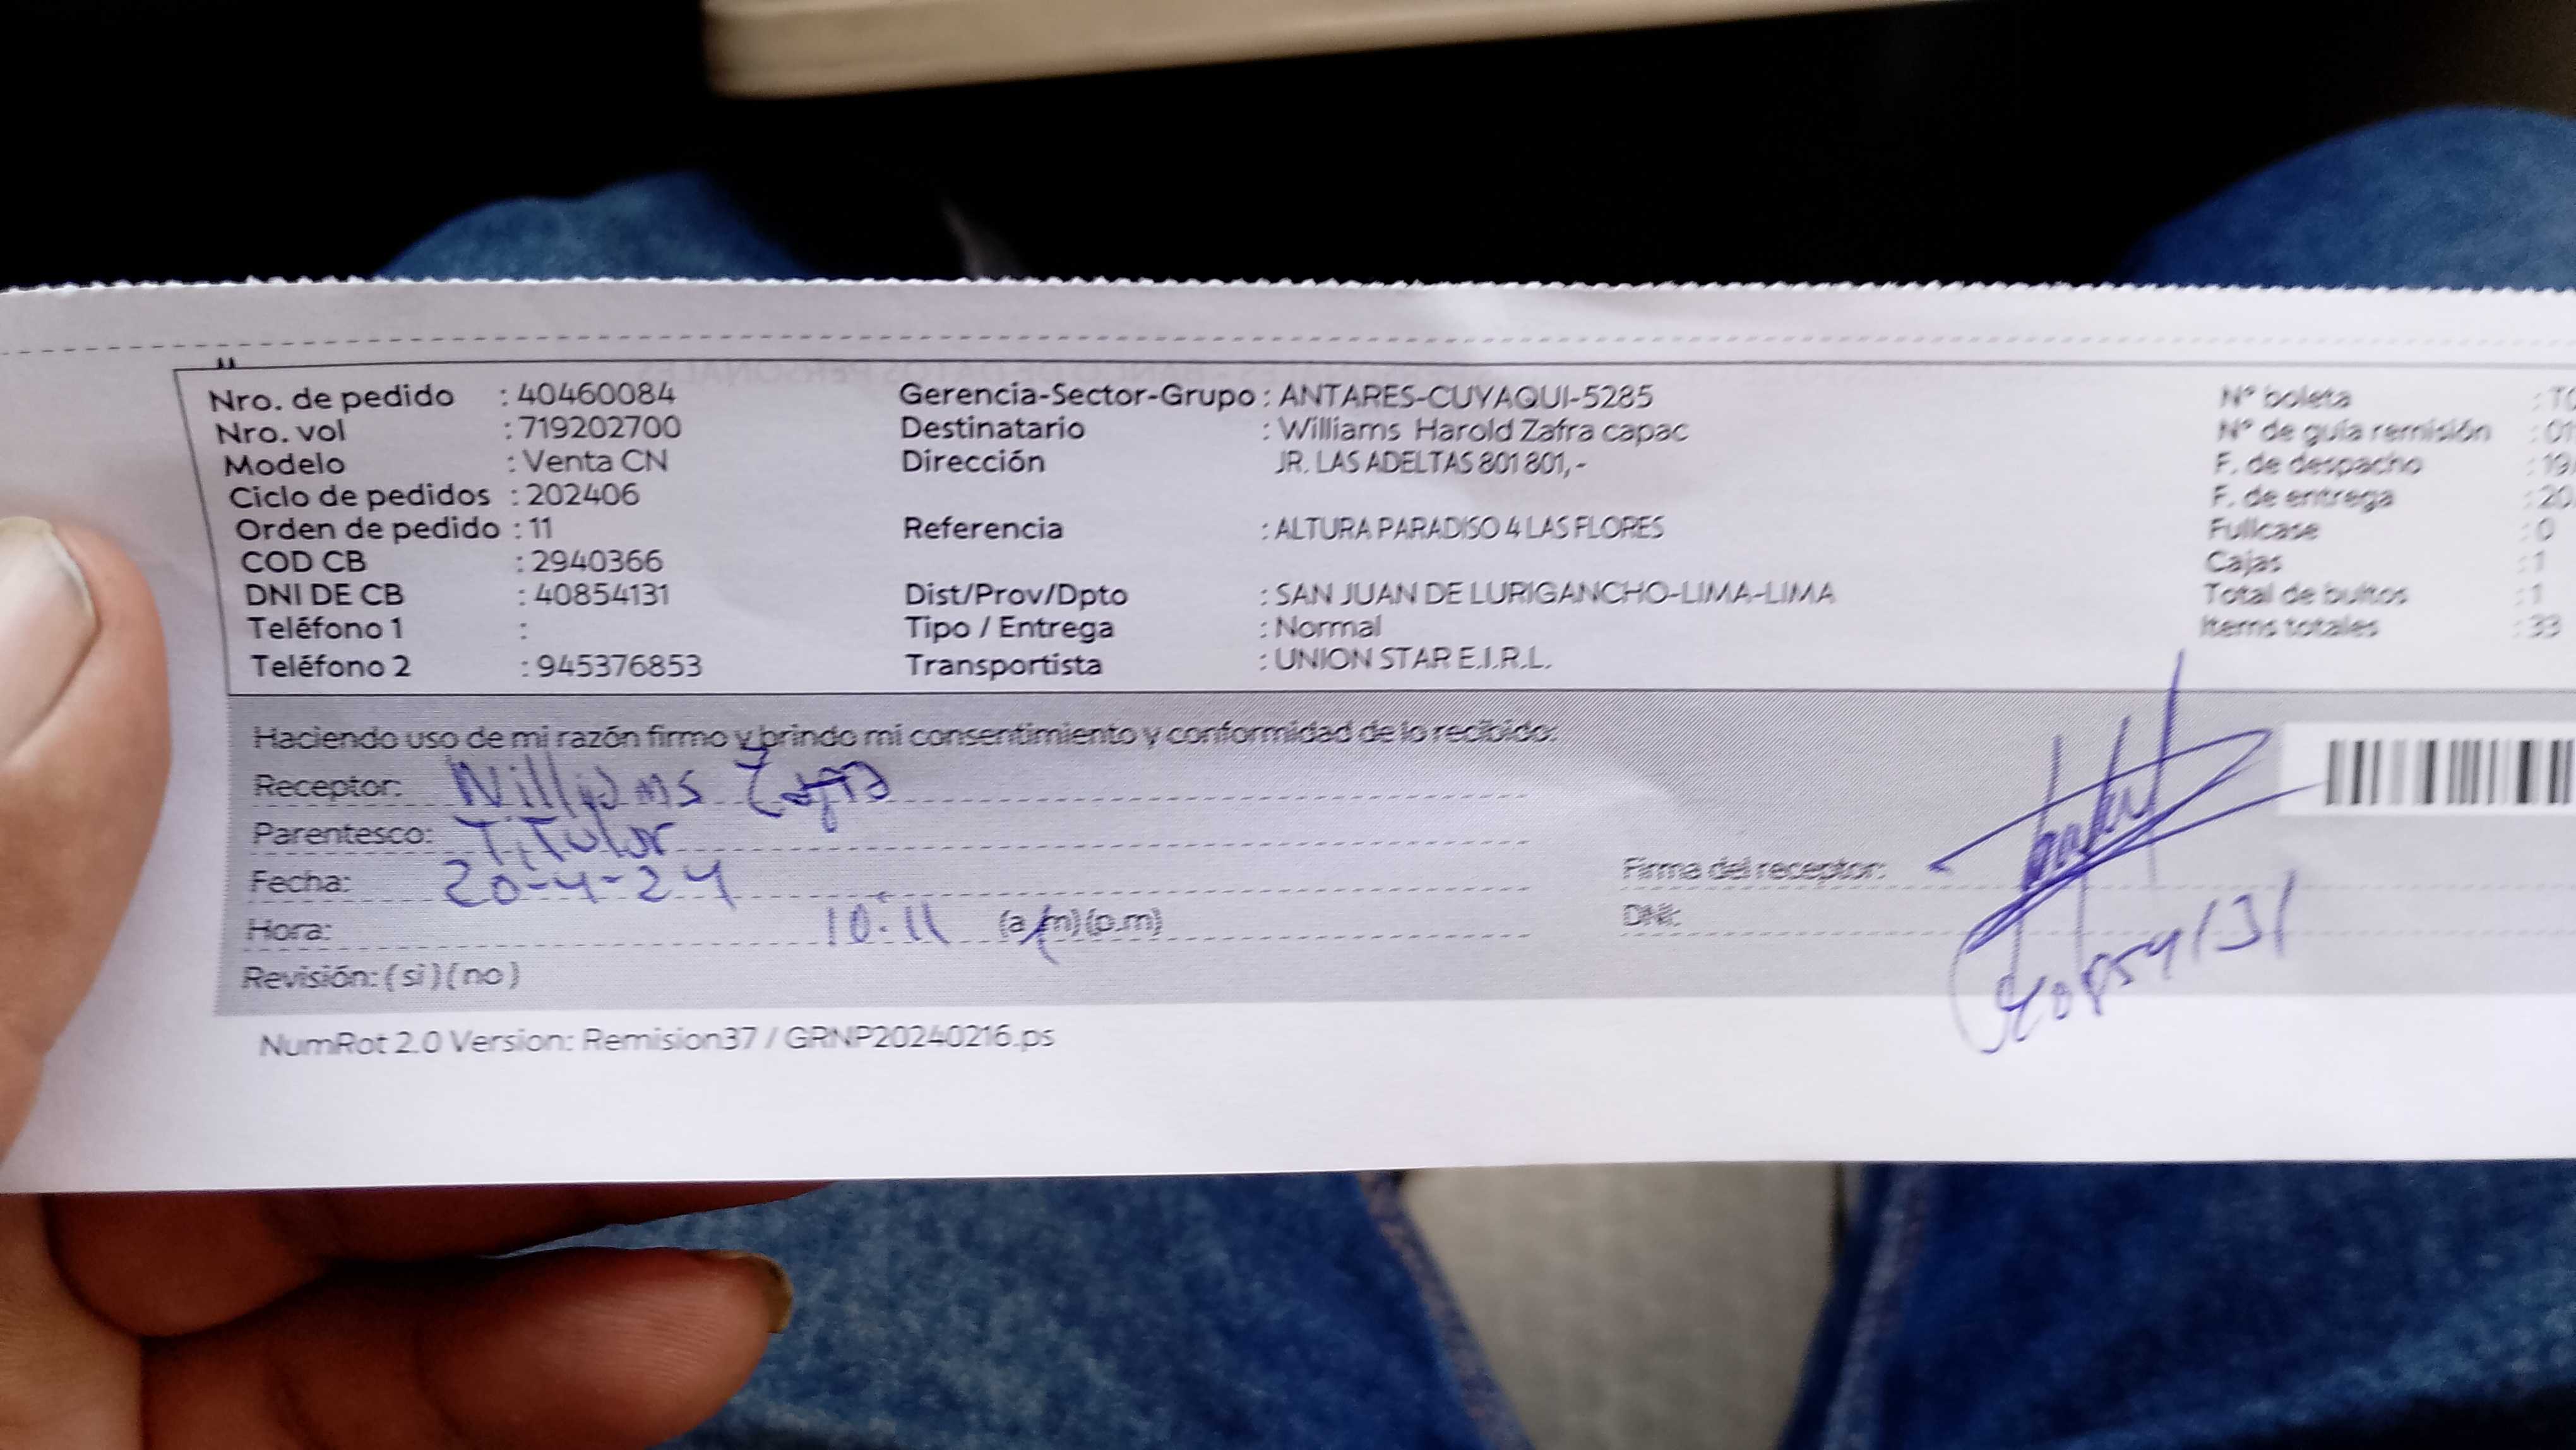 Nro. de pedido : 40460084 Gerencia-Sector-Grupo : ANTARES-CUYAQUI-5285 N° boleta
Nro. vol : 719202700 Destinatario : Williams Harold Zafra capac N° de guía remisión
Modelo : Venta CN Dirección JR. LAS ADELTAS 801 801, - F. de despacho : 19
Ciclo de pedidos : 202406 F. de entrega : 20
Orden de pedido : 11 Referencia : ALTURA PARADISO 4 LAS FLORES Fullcase : 0
COD CB : 2940366 Cajas : 1
DNI DE CB : 40854131 Dist/Prov/Dpto : SAN JUAN DE LURIGANCHO-LIMA-LIMA Total de bultos : 1
Teléfono 1 : Tipo / Entrega : Normal Items totales : 33
Teléfono 2 : 945376853 Transportista : UNION STAR E.I.R.L.
Haciendo uso de mi razón firmo y brindo mi consentimiento y conformidad de lo recibido:
Receptor: Williams Zafra
Parentesco: Titular
Fecha: 20-4-24 Firma del receptor:
Hora: 10:11 (a.m)(p.m) DNI: 40854131
Revisión: (si)(no)
NumRot 2.0 Version: Remision37 / GRNP20240216.ps